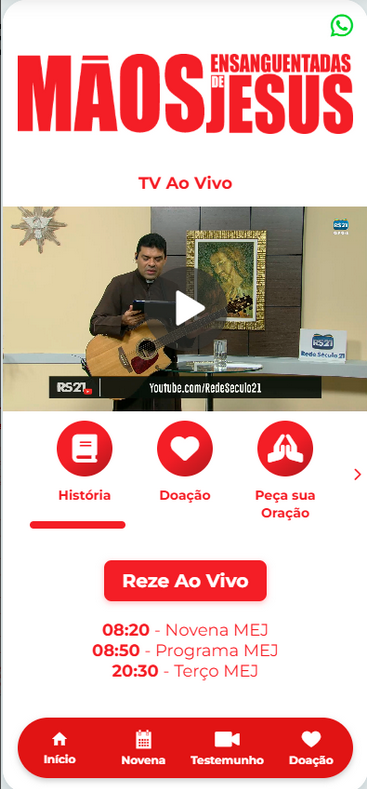 MÃOS ENSANGUENTADAS
DE JESUS
TV Ao Vivo
RS21
Rede Século 21
RS21
Youtube.com/RedeSeculo21
História
Doação
Peça sua
Oração
Reze Ao Vivo
08:20 - Novena MEJ
08:50 - Programa MEJ
20:30 - Terço MEJ
Início
Novena
Testemunho
Doação